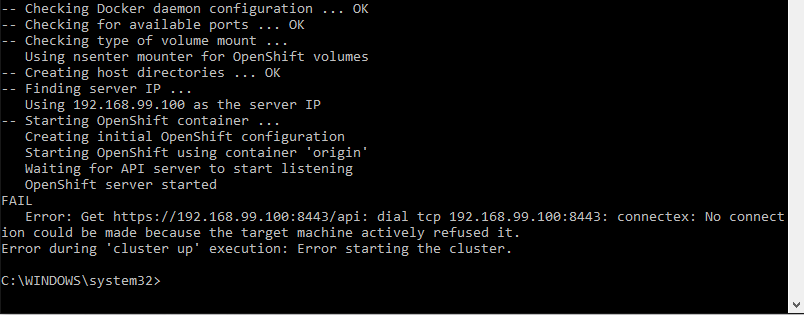 -- Checking Docker daemon configuration ... OK
-- Checking for available ports ... OK
-- Checking type of volume mount ...
   Using nsenter mounter for OpenShift volumes
-- Creating host directories ... OK
-- Finding server IP ...
   Using 192.168.99.100 as the server IP
-- Starting OpenShift container ...
   Creating initial OpenShift configuration
   Starting OpenShift using container 'origin'
   Waiting for API server to start listening
   OpenShift server started
FAIL
   Error: Get https://192.168.99.100:8443/api: dial tcp 192.168.99.100:8443: connectex: No connect
ion could be made because the target machine actively refused it.
Error during 'cluster up' execution: Error starting the cluster.
C:\WINDOWS\system32>